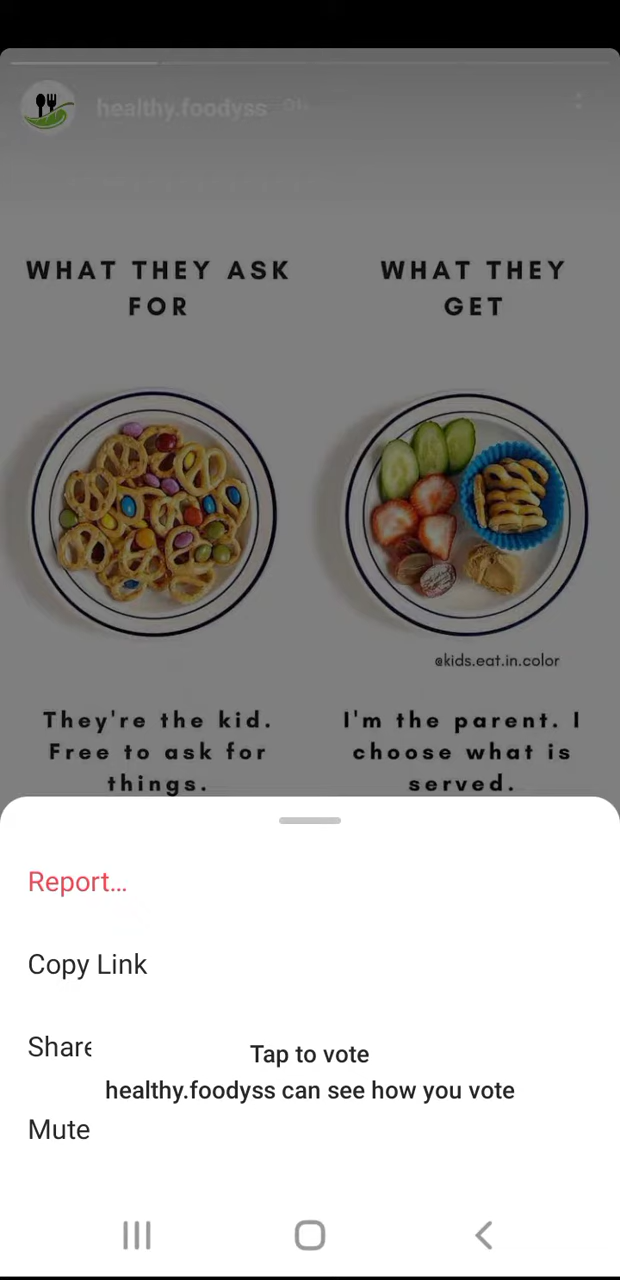 healthy.foodyss
WHAT THEY ASK
FOR
WHAT THEY
GET
@kids.eat.in.color
They're the kid.
Free to ask for
things.
I'm the parent. I
choose what is
served.
Report...
Copy Link
Share
Tap to vote
healthy.foodyss can see how you vote
Mute